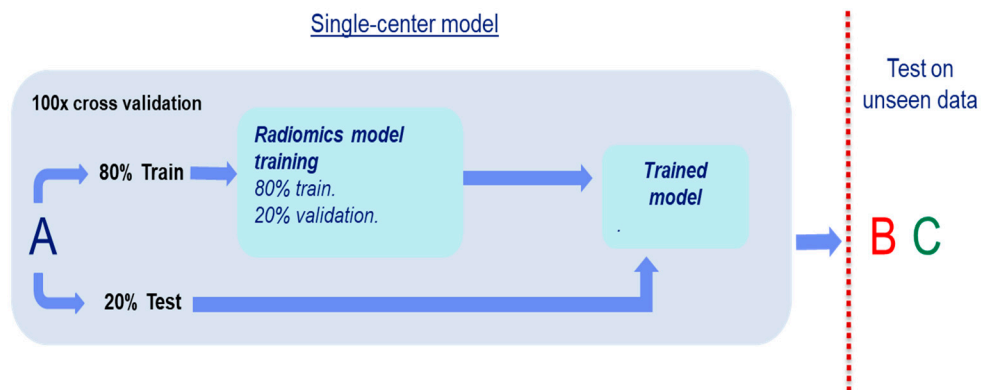 Single-center model
100x cross validation
80% Train
Radiomics model
training
80% train.
20% validation.
Trained
model
.
A
20% Test
Test on
unseen data
B C